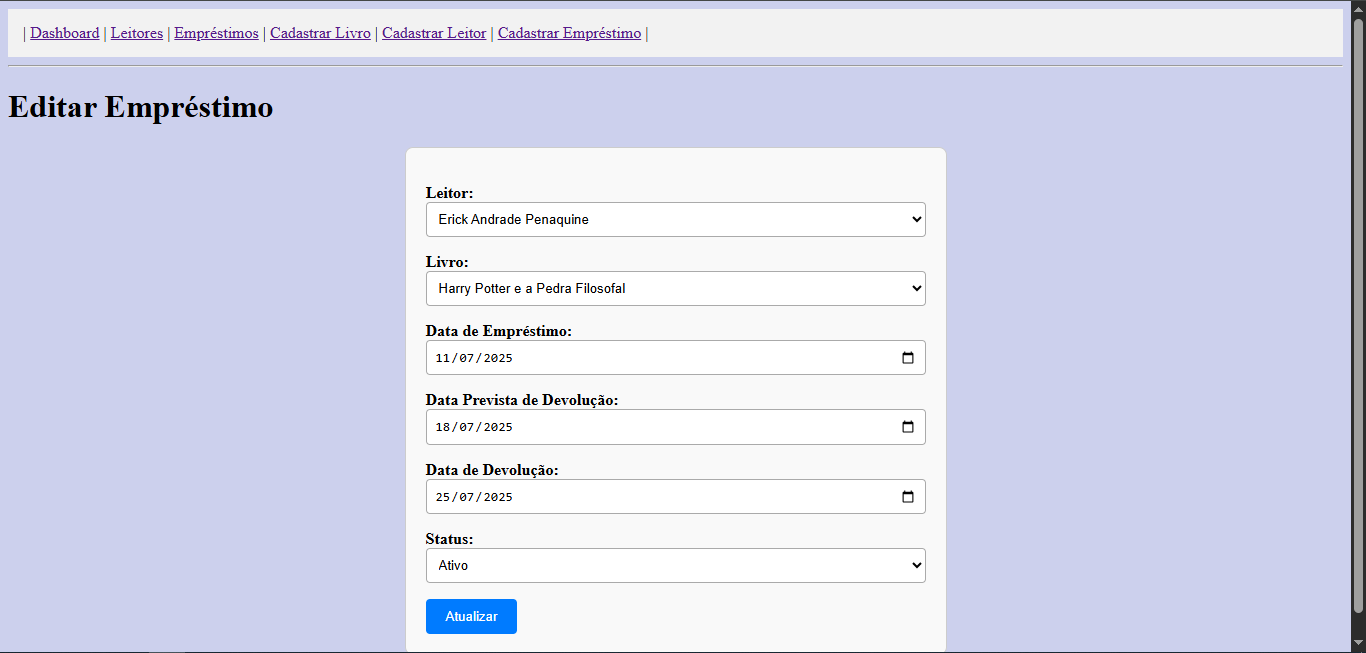 | Dashboard | Leitores | Empréstimos | Cadastrar Livro | Cadastrar Leitor | Cadastrar Empréstimo |
Editar Empréstimo
Leitor:
Erick Andrade Penaquine
Livro:
Harry Potter e a Pedra Filosofal
Data de Empréstimo:
11/07/2025
Data Prevista de Devolução:
18/07/2025
Data de Devolução:
25/07/2025
Status:
Ativo
Atualizar